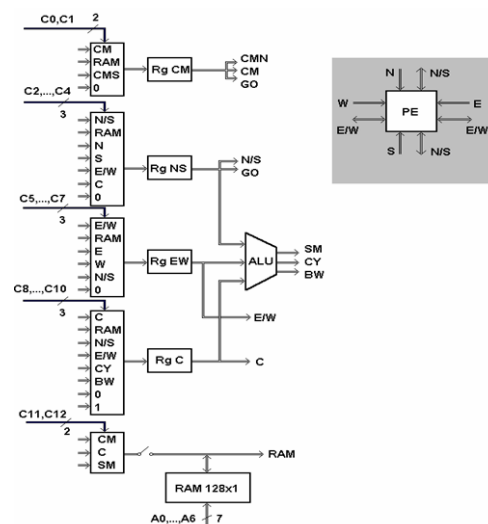 C0,C1
2
CM
RAM
CMS
0
Rg CM
CMN
CM
GO
C2,...,C4
3
N/S
RAM
N
S
E/W
C
0
Rg NS
N/S
GO
C5,...,C7
3
E/W
RAM
E
W
N/S
0
Rg EW
ALU
SM
CY
BW
E/W
C8,...,C10
3
C
RAM
N/S
E/W
CY
BW
0
1
Rg C
C
C11,C12
2
CM
C
SM
RAM
RAM 128x1
A0,...,A6
7
N
N/S
W
PE
E
E/W
E/W
S
N/S